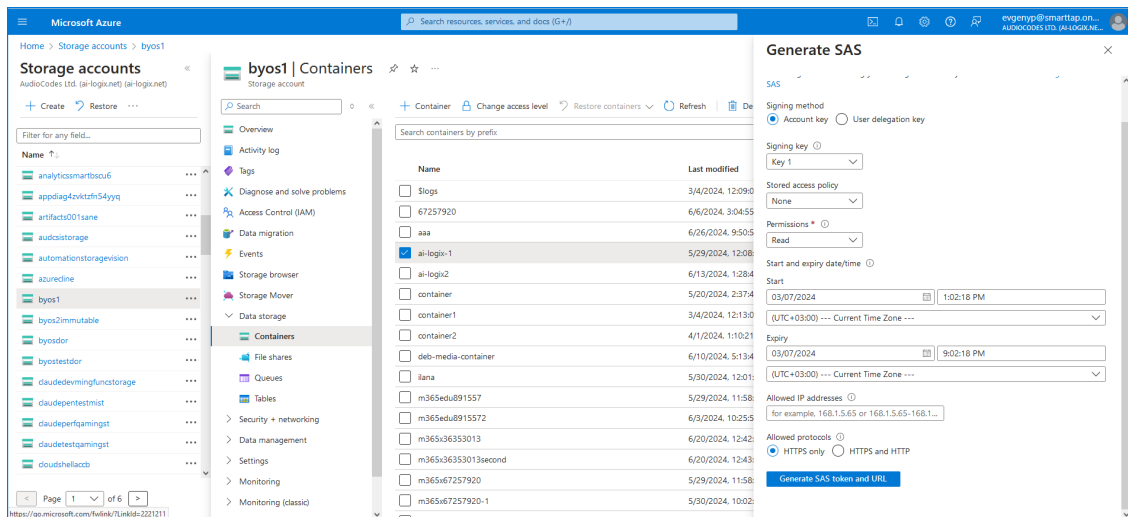 Microsoft Azure
Search resources, services, and docs (G+/)
evgenyp@smarttap.on...
AUDIOCODES LTD. (AI-LOGIX.NE...
Home > Storage accounts > byos1
Storage accounts
AudioCodes Ltd. (ai-logix.net) (ai-logix.net)
+ Create
Restore
...
Filter for any field...
Name ↑↓
analyticssmartbscu6
appdiag4zvktzfn54yyq
artifacts001sane
audcsistorage
automationstoragevision
azurecline
byos1
byos2immutable
byosdor
byostestdor
claudedevmingfuncstorage
claudepentestmist
claudeperfqamingst
claudetestqamingst
cloudshellaccb
< Page 1 of 6 >
https://go.microsoft.com/fwlink/?LinkId=2221211
byos1 | Containers
...
Storage account
Search
Overview
Activity log
Tags
Diagnose and solve problems
Access Control (IAM)
Data migration
Events
Storage browser
Storage Mover
Data storage
Containers
File shares
Queues
Tables
Security + networking
Data management
Settings
Monitoring
Monitoring (classic)
+ Container
Change access level
Restore containers
Refresh
De
Search containers by prefix
Name Last modified
$logs 3/4/2024, 12:09:0
67257920 6/6/2024, 3:04:55
aaa 6/26/2024, 9:50:5
ai-logix-1 5/29/2024, 12:08:
ai-logix2 6/13/2024, 1:28:4
container 5/20/2024, 2:37:4
container1 3/4/2024, 12:13:0
container2 4/1/2024, 1:10:21
deb-media-container 6/10/2024, 5:13:4
ilana 5/30/2024, 12:01:
m365edu891557 5/29/2024, 11:58:
m365edu8915572 6/3/2024, 10:25:5
m365x36353013 6/20/2024, 12:42:
m365x36353013second 6/20/2024, 12:43:
m365x67257920 5/29/2024, 11:58:
m365x67257920-1 5/30/2024, 10:02:
Generate SAS
SAS
Signing method
Account key
User delegation key
Signing key
Key 1
Stored access policy
None
Permissions *
Read
Start and expiry date/time
Start
03/07/2024 1:02:18 PM
(UTC+03:00) --- Current Time Zone ---
Expiry
03/07/2024 9:02:18 PM
(UTC+03:00) --- Current Time Zone ---
Allowed IP addresses
for example, 168.1.5.65 or 168.1.5.65-168.1...
Allowed protocols
HTTPS only
HTTPS and HTTP
Generate SAS token and URL